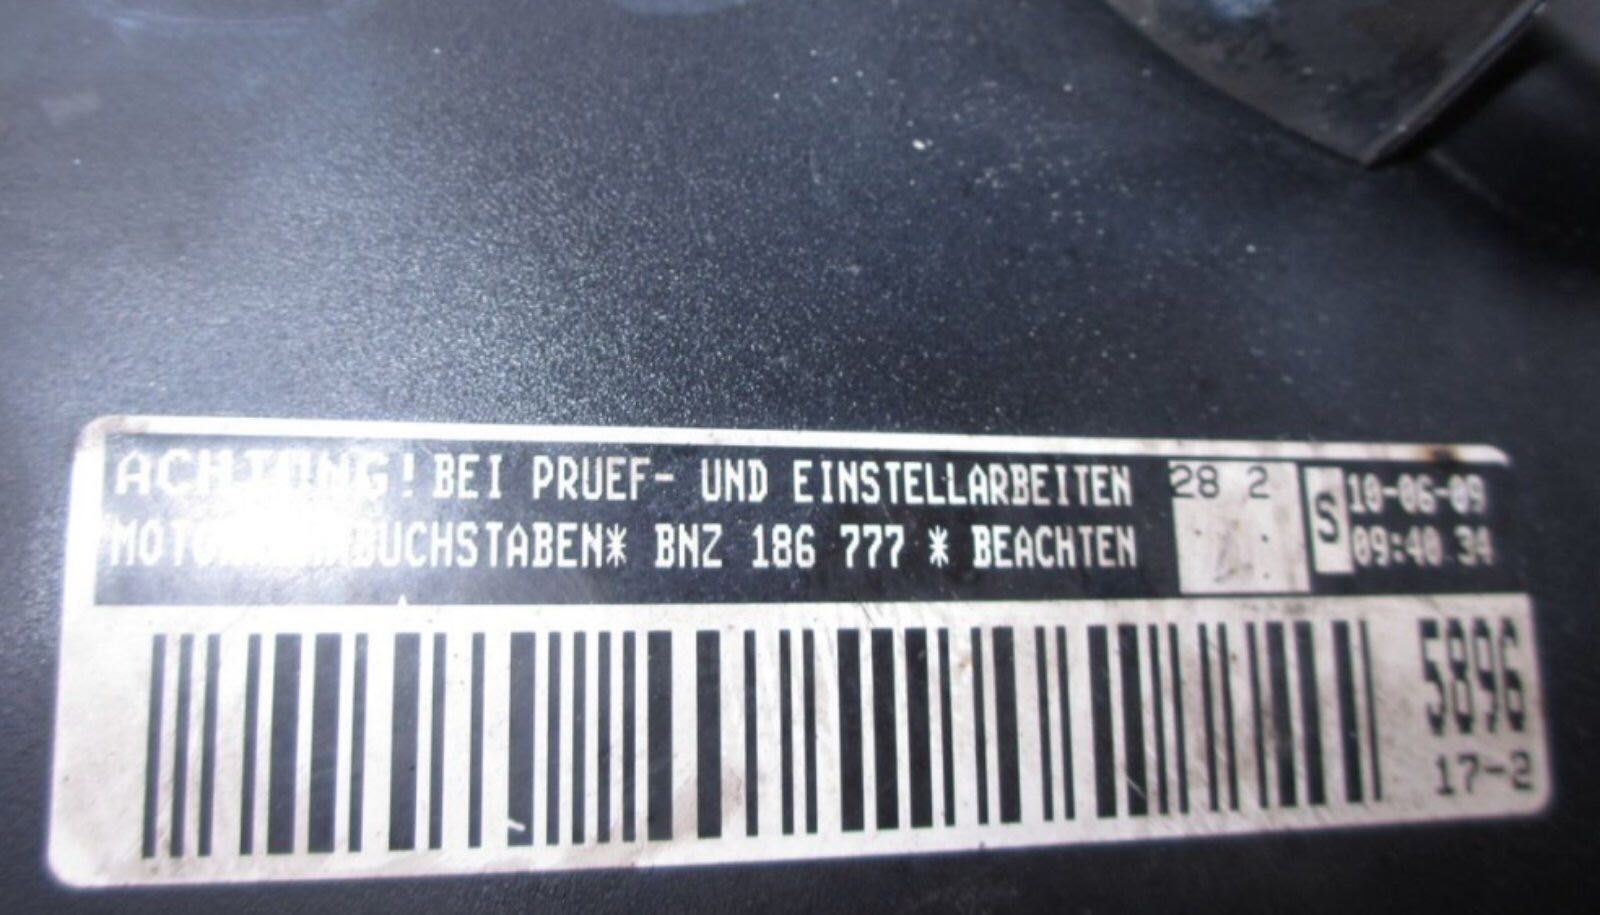 ACHTUNG! BEI PRUEF- UND EINSTELLARBEITEN
BUCHSTABEN* BNZ 186 777 * BEACHTEN
28 2
S
10-06-09
09:40 34
5896
17-2